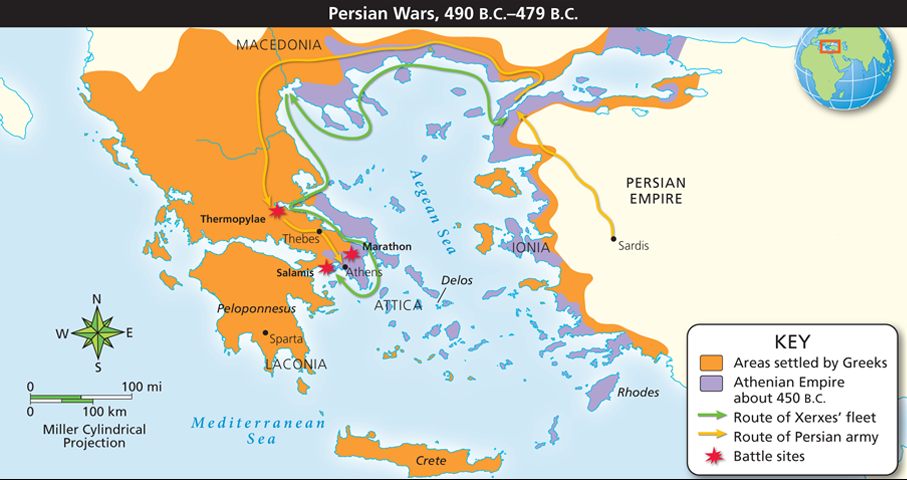 Persian Wars, 490 B.C.–479 B.C.
MACEDONIA
Aegean Sea
PERSIAN
EMPIRE
Thermopylae
Thebes
Marathon
IONIA
Sardis
Salamis
Athens
Delos
ATTICA
Peloponnesus
Sparta
LACONIA
Rhodes
Mediterranean
Sea
Crete
N
W
E
S
0
100 mi
0
100 km
Miller Cylindrical
Projection
KEY
Areas settled by Greeks
Athenian Empire
about 450 B.C.
Route of Xerxes’ fleet
Route of Persian army
Battle sites